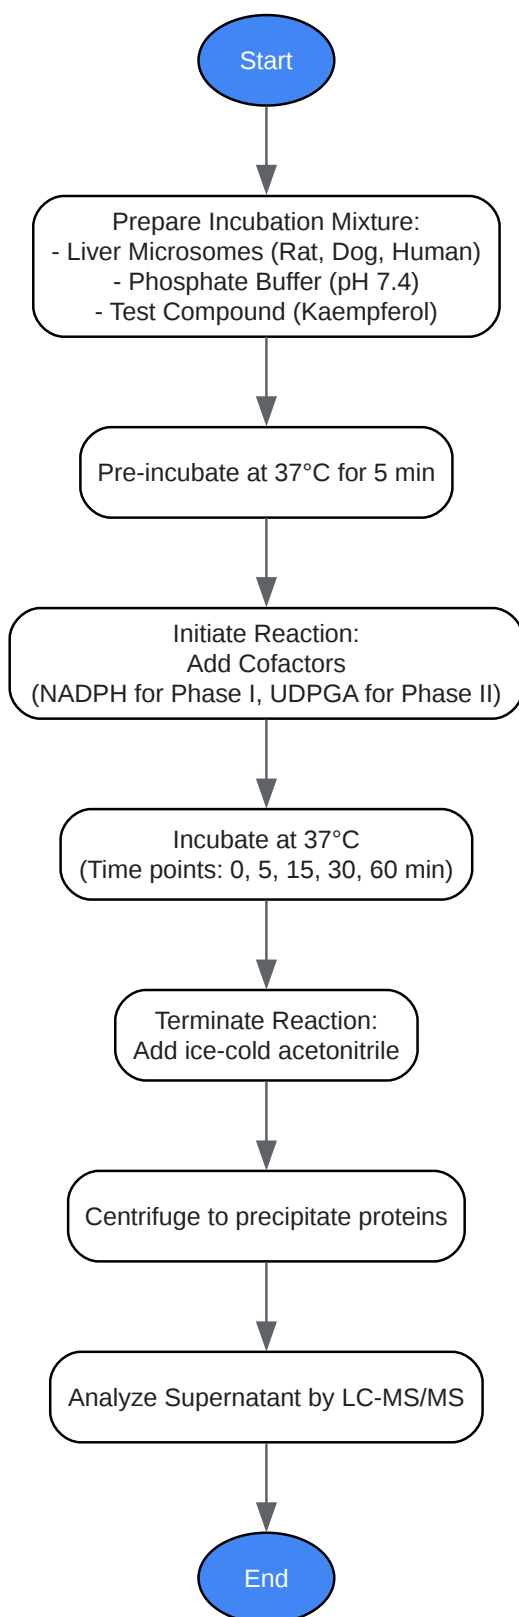 Start
Prepare Incubation Mixture:
- Liver Microsomes (Rat, Dog, Human)
- Phosphate Buffer (pH 7.4)
- Test Compound (Kaempferol)
Pre-incubate at 37°C for 5 min
Initiate Reaction:
Add Cofactors
(NADPH for Phase I, UDPGA for Phase II)
Incubate at 37°C
(Time points: 0, 5, 15, 30, 60 min)
Terminate Reaction:
Add ice-cold acetonitrile
Centrifuge to precipitate proteins
Analyze Supernatant by LC-MS/MS
End